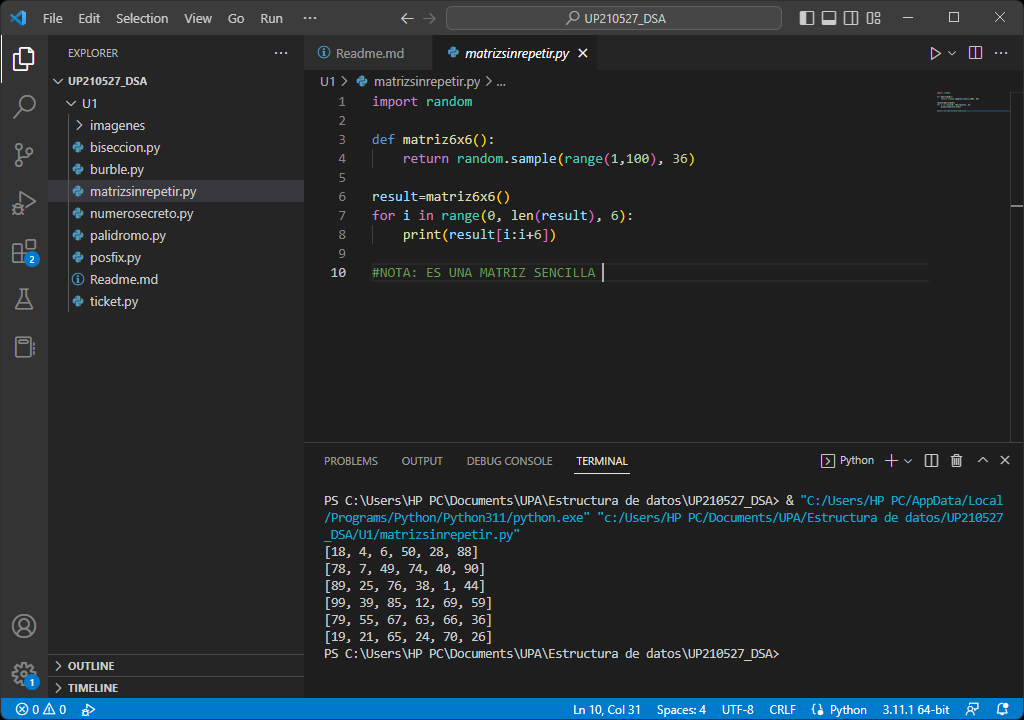 File Edit Selection View Go Run ··· UP210527_DSA
EXPLORER ···
UP210527_DSA
U1
imagenes
biseccion.py
burble.py
matrizsinrepetir.py
numerosecreto.py
palidromo.py
posfix.py
Readme.md
ticket.py
OUTLINE
TIMELINE
2
1
Readme.md matrizsinrepetir.py
U1 > matrizsinrepetir.py > ...
1 import random
2
3 def matriz6x6():
4     return random.sample(range(1,100), 36)
5
6 result=matriz6x6()
7 for i in range(0, len(result), 6):
8     print(result[i:i+6])
9
10 #NOTA: ES UNA MATRIZ SENCILLA
PROBLEMS OUTPUT DEBUG CONSOLE TERMINAL Python
PS C:\Users\HP PC\Documents\UPA\Estructura de datos\UP210527_DSA> & "C:/Users/HP PC/AppData/Local
/Programs/Python/Python311/python.exe" "c:/Users/HP PC/Documents/UPA/Estructura de datos/UP210527
_DSA/U1/matrizsinrepetir.py"
[18, 4, 6, 50, 28, 88]
[78, 7, 49, 74, 40, 90]
[89, 25, 76, 38, 1, 44]
[99, 39, 85, 12, 69, 59]
[79, 55, 67, 63, 66, 36]
[19, 21, 65, 24, 70, 26]
PS C:\Users\HP PC\Documents\UPA\Estructura de datos\UP210527_DSA>
0 0 Ln 10, Col 31 Spaces: 4 UTF-8 CRLF Python 3.11.1 64-bit